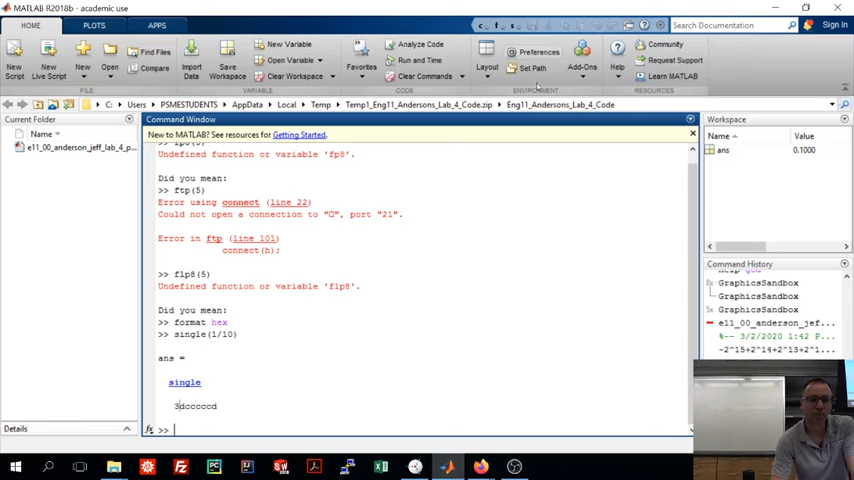 MATLAB R2018b - academic use
HOME PLOTS APPS
Search Documentation Sign In
New Script
New Live Script
New
Open
Find Files
Compare
Import Data
Save Workspace
New Variable
Open Variable
Clear Workspace
Favorites
Analyze Code
Run and Time
Clear Commands
Layout
Preferences
Set Path
Add-Ons
Help
Community
Request Support
Learn MATLAB
FILE VARIABLE CODE ENVIRONMENT RESOURCES
C: Users PSMESTUDENTS AppData Local Temp Temp1_Eng11_Andersons_Lab_4_Code.zip Eng11_Andersons_Lab_4_Code
Current Folder
Name
e11_00_anderson_jeff_lab_4_p...
Details
Command Window
New to MATLAB? See resources for Getting Started.
Undefined function or variable 'fp8'.
Did you mean:
>> ftp(5)
Error using connect (line 22)
Could not open a connection to "□", port "21".
Error in ftp (line 101)
connect(h);
>> flp8(5)
Undefined function or variable 'flp8'.
Did you mean:
>> format hex
>> single(1/10)
ans =
single
3dcccccd
fx >>
Workspace
Name Value
ans 0.1000
Command History
GraphicsSandbox
GraphicsSandbox
GraphicsSandbox
e11_00_anderson_jef...
%-- 3/2/2020 1:42 P...
-2^15+2^14+2^13+2^1...